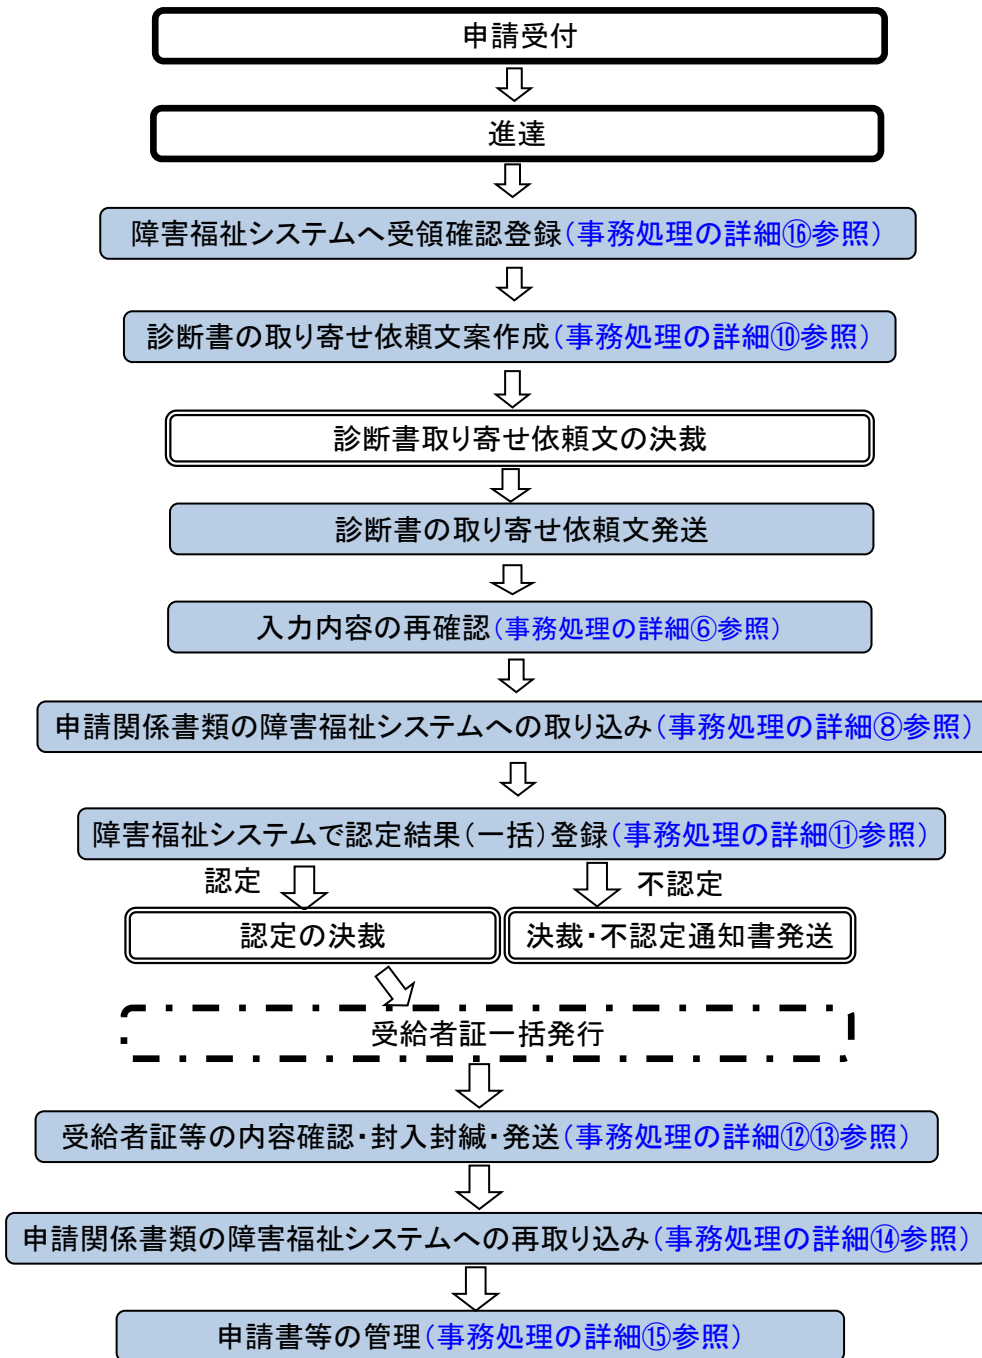 申請受付
進達
障害福祉システムへ受領確認登録(事務処理の詳細⑯参照)
診断書の取り寄せ依頼文案作成(事務処理の詳細⑩参照)
診断書取り寄せ依頼文の決裁
診断書の取り寄せ依頼文発送
入力内容の再確認(事務処理の詳細⑥参照)
申請関係書類の障害福祉システムへの取り込み(事務処理の詳細⑧参照)
障害福祉システムで認定結果(一括)登録(事務処理の詳細⑪参照)
認定
不認定
認定の決裁
決裁・不認定通知書発送
受給者証一括発行
受給者証等の内容確認・封入封緘・発送(事務処理の詳細⑫⑬参照)
申請関係書類の障害福祉システムへの再取り込み(事務処理の詳細⑭参照)
申請書等の管理(事務処理の詳細⑮参照)